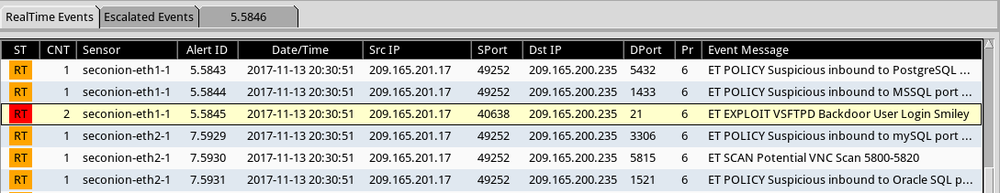 RealTime Events Escalated Events 5.5846
ST CNT Sensor Alert ID Date/Time Src IP SPort Dst IP DPort Pr Event Message
RT 1 seconion-eth1-1 5.5843 2017-11-13 20:30:51 209.165.201.17 49252 209.165.200.235 5432 6 ET POLICY Suspicious inbound to PostgreSQL ...
RT 1 seconion-eth1-1 5.5844 2017-11-13 20:30:51 209.165.201.17 49252 209.165.200.235 1433 6 ET POLICY Suspicious inbound to MSSQL port ...
RT 2 seconion-eth1-1 5.5845 2017-11-13 20:30:51 209.165.201.17 40638 209.165.200.235 21 6 ET EXPLOIT VSFTPD Backdoor User Login Smiley
RT 1 seconion-eth2-1 7.5929 2017-11-13 20:30:51 209.165.201.17 49252 209.165.200.235 3306 6 ET POLICY Suspicious inbound to mySQL port ...
RT 1 seconion-eth2-1 7.5930 2017-11-13 20:30:51 209.165.201.17 49252 209.165.200.235 5815 6 ET SCAN Potential VNC Scan 5800-5820
RT 1 seconion-eth2-1 7.5931 2017-11-13 20:30:51 209.165.201.17 49252 209.165.200.235 1521 6 ET POLICY Suspicious inbound to Oracle SQL p...